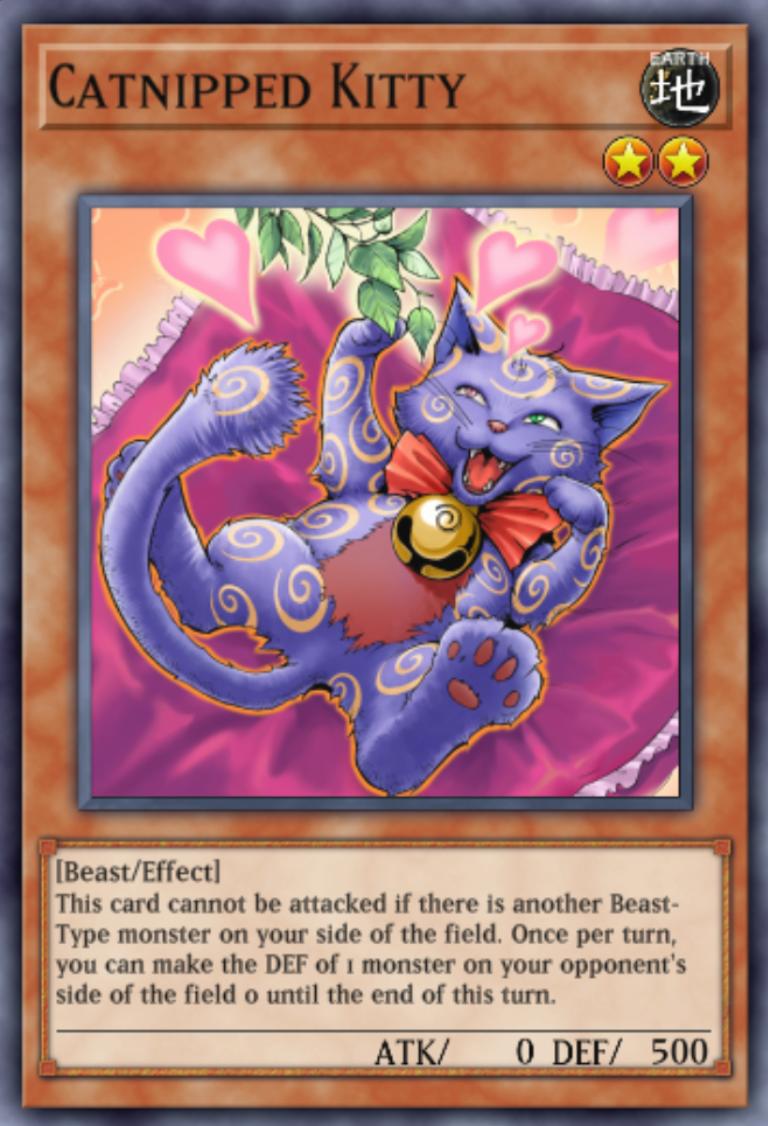 Catnipped Kitty
EARTH
地
[Beast/Effect]
This card cannot be attacked if there is another Beast-
Type monster on your side of the field. Once per turn,
you can make the DEF of 1 monster on your opponent's
side of the field 0 until the end of this turn.
ATK/ 0 DEF/ 500